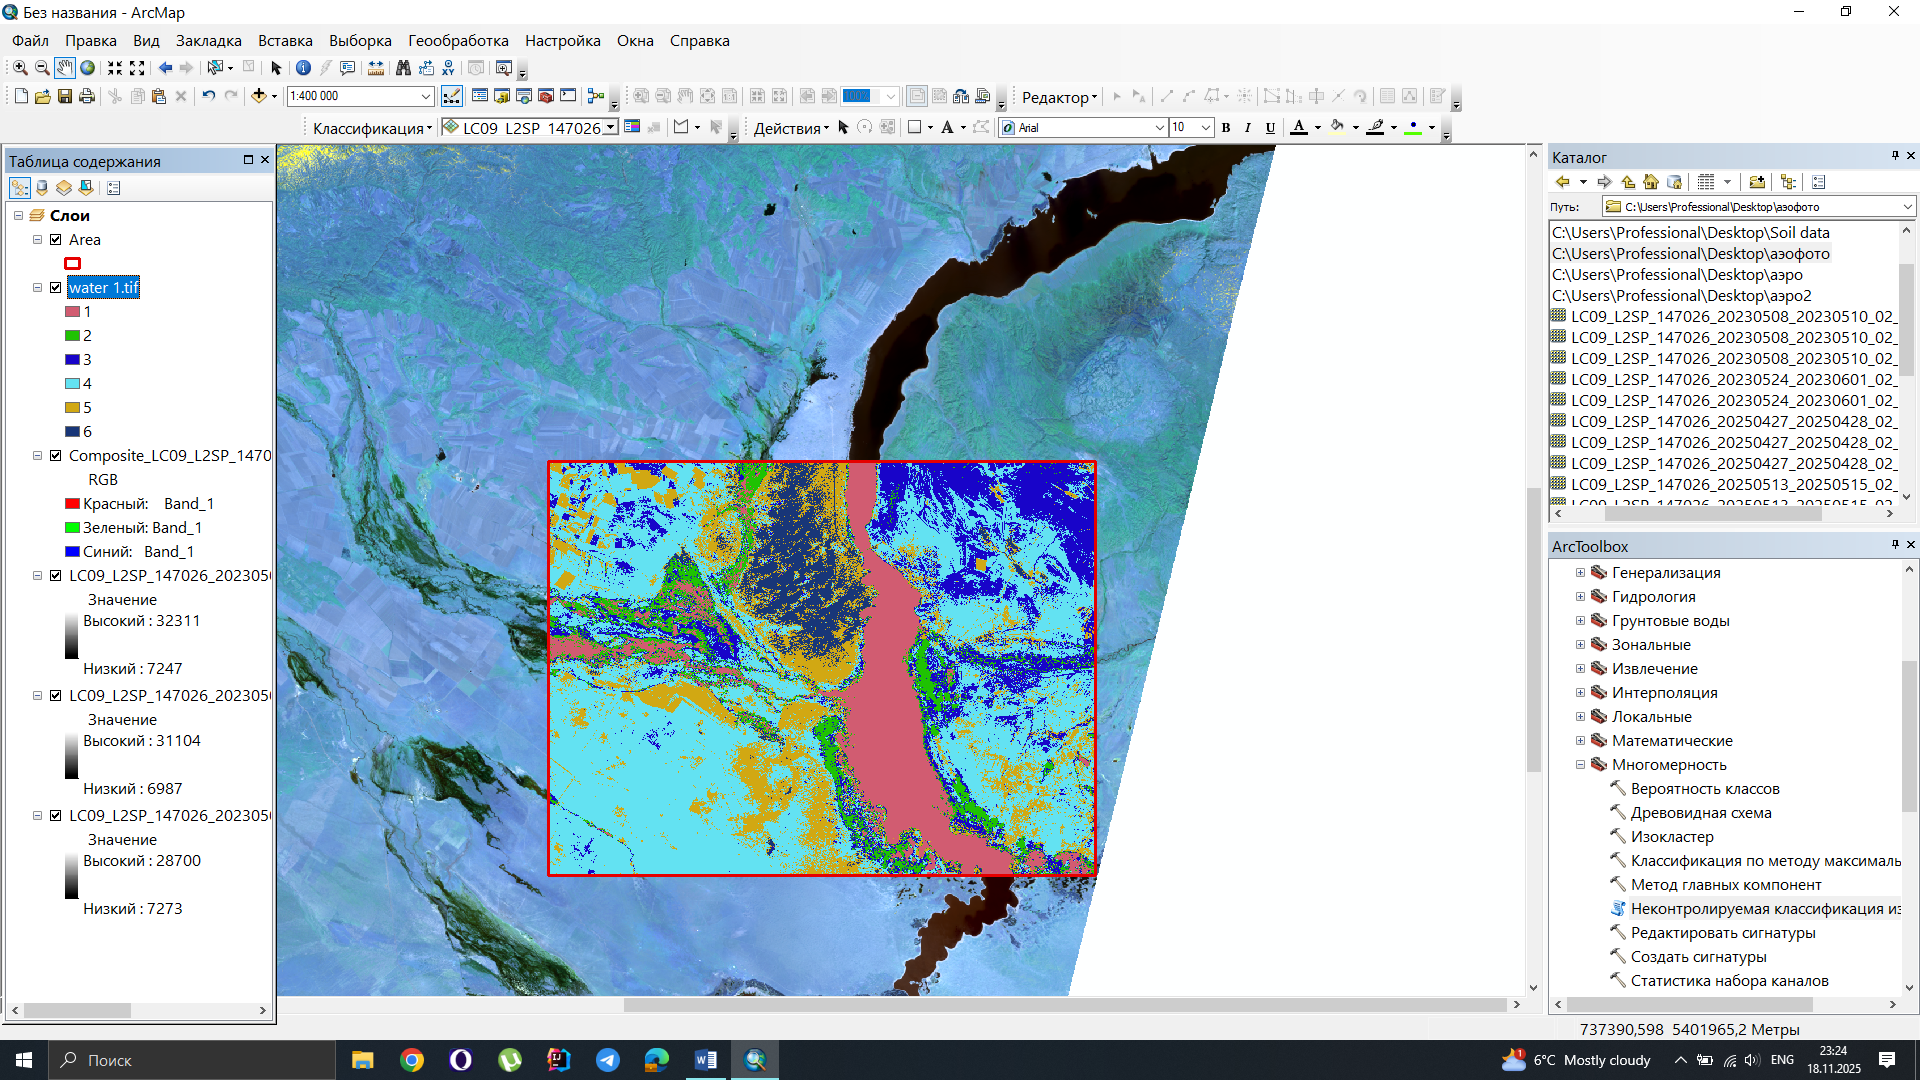 Без названия - ArcMap
Файл Правка Вид Закладка Вставка Выборка Геообработка Настройка Окна Справка
1:400 000
100%
Редактор
Классификация
LC09_L2SP_147026
Действия
Arial
10
B I U A
Таблица содержания
Слои
Area
water 1.tif
1
2
3
4
5
6
Composite_LC09_L2SP_1470
RGB
Красный: Band_1
Зеленый: Band_1
Синий: Band_1
LC09_L2SP_147026_202305
Значение
Высокий : 32311
Низкий : 7247
LC09_L2SP_147026_202305
Значение
Высокий : 31104
Низкий : 6987
LC09_L2SP_147026_202305
Значение
Высокий : 28700
Низкий : 7273
Каталог
Путь: C:\Users\Professional\Desktop\аэофото
C:\Users\Professional\Desktop\Soil data
C:\Users\Professional\Desktop\аэофото
C:\Users\Professional\Desktop\аэро
C:\Users\Professional\Desktop\аэро2
LC09_L2SP_147026_20230508_20230510_02_
LC09_L2SP_147026_20230508_20230510_02_
LC09_L2SP_147026_20230508_20230510_02_
LC09_L2SP_147026_20230524_20230601_02_
LC09_L2SP_147026_20230524_20230601_02_
LC09_L2SP_147026_20250427_20250428_02_
LC09_L2SP_147026_20250427_20250428_02_
LC09_L2SP_147026_20250427_20250428_02_
LC09_L2SP_147026_20250513_20250515_02_
LC09_L2SP_147026_20250513_20250515_02_
ArcToolbox
Генерализация
Гидрология
Грунтовые воды
Зональные
Извлечение
Интерполяция
Локальные
Математические
Многомерность
Вероятность классов
Древовидная схема
Изокластер
Классификация по методу максималь
Метод главных компонент
Неконтролируемая классификация из
Редактировать сигнатуры
Создать сигнатуры
Статистика набора каналов
737390,598 5401965,2 Метры
Поиск
1
6°C Mostly cloudy
ENG
23:24
18.11.2025